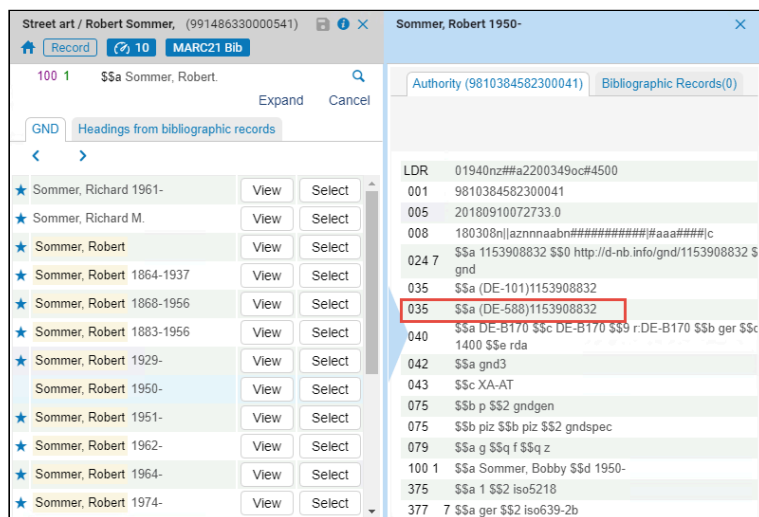 Street art / Robert Sommer, (991486330000541)
Record 10 MARC21 Bib
100 1 $$a Sommer, Robert.
Expand Cancel
GND Headings from bibliographic records
Sommer, Richard 1961- View Select
Sommer, Richard M. View Select
Sommer, Robert View Select
Sommer, Robert 1864-1937 View Select
Sommer, Robert 1868-1956 View Select
Sommer, Robert 1883-1956 View Select
Sommer, Robert 1929- View Select
Sommer, Robert 1950- View Select
Sommer, Robert 1951- View Select
Sommer, Robert 1962- View Select
Sommer, Robert 1964- View Select
Sommer, Robert 1974- View Select
Sommer, Robert 1950-
Authority (9810384582300041) Bibliographic Records(0)
LDR 01940nz##a2200349oc#4500
001 9810384582300041
005 20180910072733.0
008 180308n||aznnnaabn###########|#aaa####|c
024 7 $$a 1153908832 $$0 http://d-nb.info/gnd/1153908832 $
gnd
035 $$a (DE-101)1153908832
035 $$a (DE-588)1153908832
040 $$a DE-B170 $$c DE-B170 $$9 r:DE-B170 $$b ger $$d
1400 $$e rda
042 $$a gnd3
043 $$c XA-AT
075 $$b p $$2 gndgen
075 $$b piz $$b piz $$2 gndspec
079 $$a g $$q f $$q z
100 1 $$a Sommer, Bobby $$d 1950-
375 $$a 1 $$2 iso5218
377 7 $$a ger $$2 iso639-2b